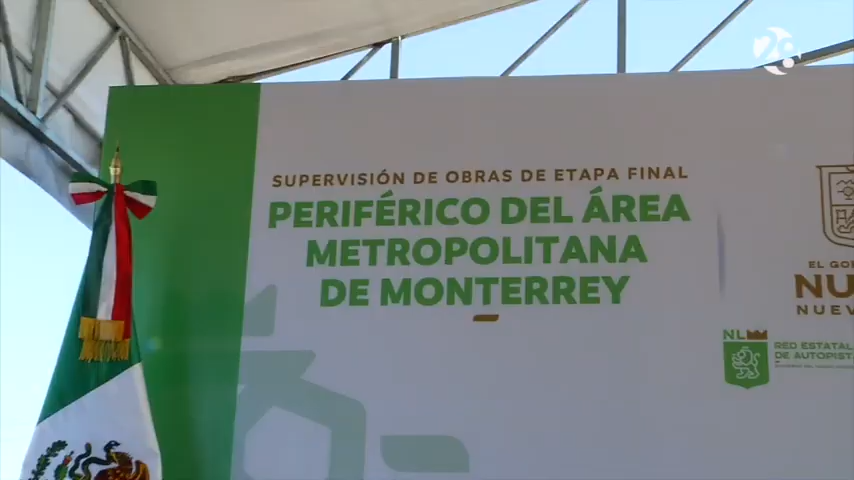 28
SUPERVISIÓN DE OBRAS DE ETAPA FINAL
PERIFÉRICO DEL ÁREA
METROPOLITANA
DE MONTERREY
EL GO
NU
NUEV
NL
RED ESTATAL
DE AUTOPIST